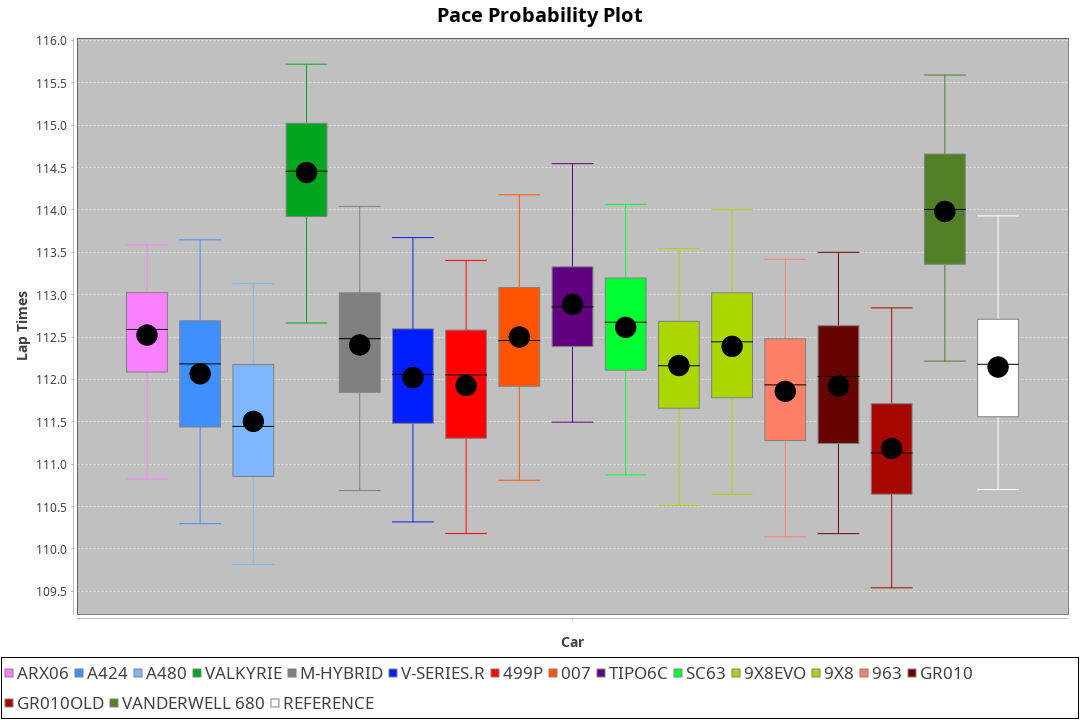 Pace Probability Plot
116.0
115.5
115.0
114.5
114.0
113.5
113.0
112.5
112.0
111.5
111.0
110.5
110.0
109.5
Lap Times
Car
ARX06 A424 A480 VALKYRIE M-HYBRID V-SERIES.R 499P 007 TIPO6C SC63 9X8EVO 9X8 963 GR010
GR010OLD VANDERWELL 680 REFERENCE